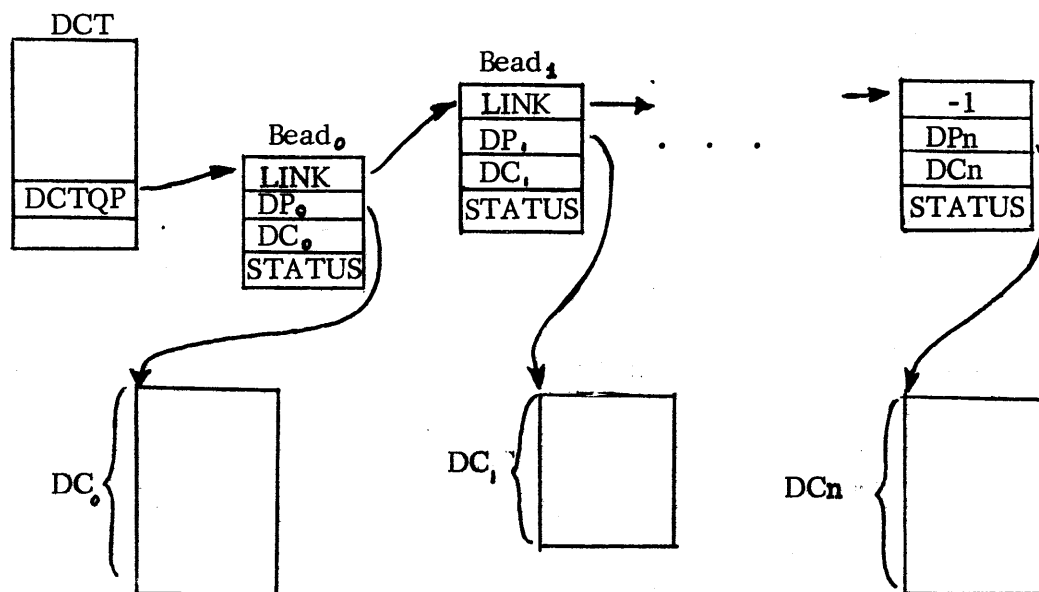 DCT
DCTQP
Bead₀
LINK
DP₀
DC₀
STATUS
Bead₁
LINK
DP₁
DC₁
STATUS
. . .
-1
DPn
DCn
STATUS
DC₀
DC₁
DCn